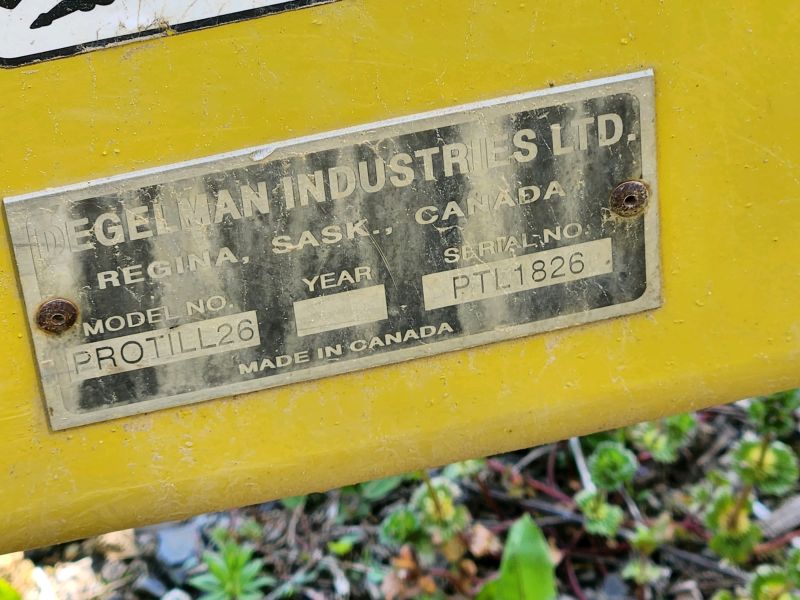 DEGELMAN INDUSTRIES LTD.
REGINA, SASK., CANADA
MODEL NO. YEAR SERIAL NO.
PROTILL26 PTL1826
MADE IN CANADA